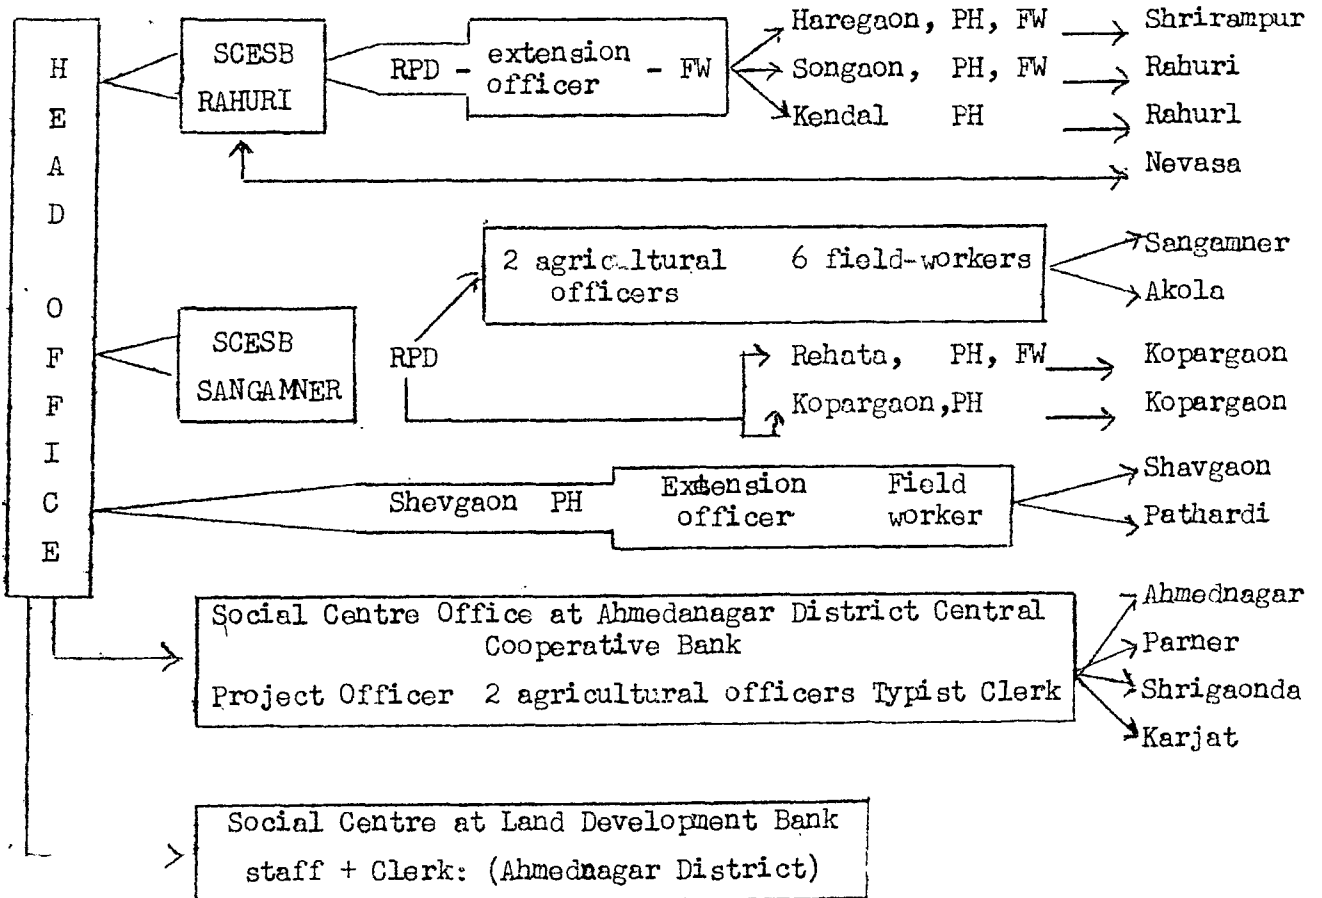 HEAD OFFICE
SCESB
RAHURI
RPD - extension officer - FW
Haregaon, PH, FW Shrirampur
Songaon, PH, FW Rahuri
Kendal PH Rahurl
Nevasa
SCESB
SANGAMNER
RPD
2 agricultural 6 field-workers
officers
Sangamner
Akola
Rehata, PH, FW Kopargaon
Kopargaon,PH Kopargaon
Shevgaon PH
Extension Field
officer worker
Shavgaon
Pathardi
Social Centre Office at Ahmedanagar District Central
Cooperative Bank
Project Officer 2 agricultural officers Typist Clerk
Ahmednagar
Parner
Shrigaonda
Karjat
Social Centre at Land Development Bank
staff + Clerk: (Ahmednagar District)